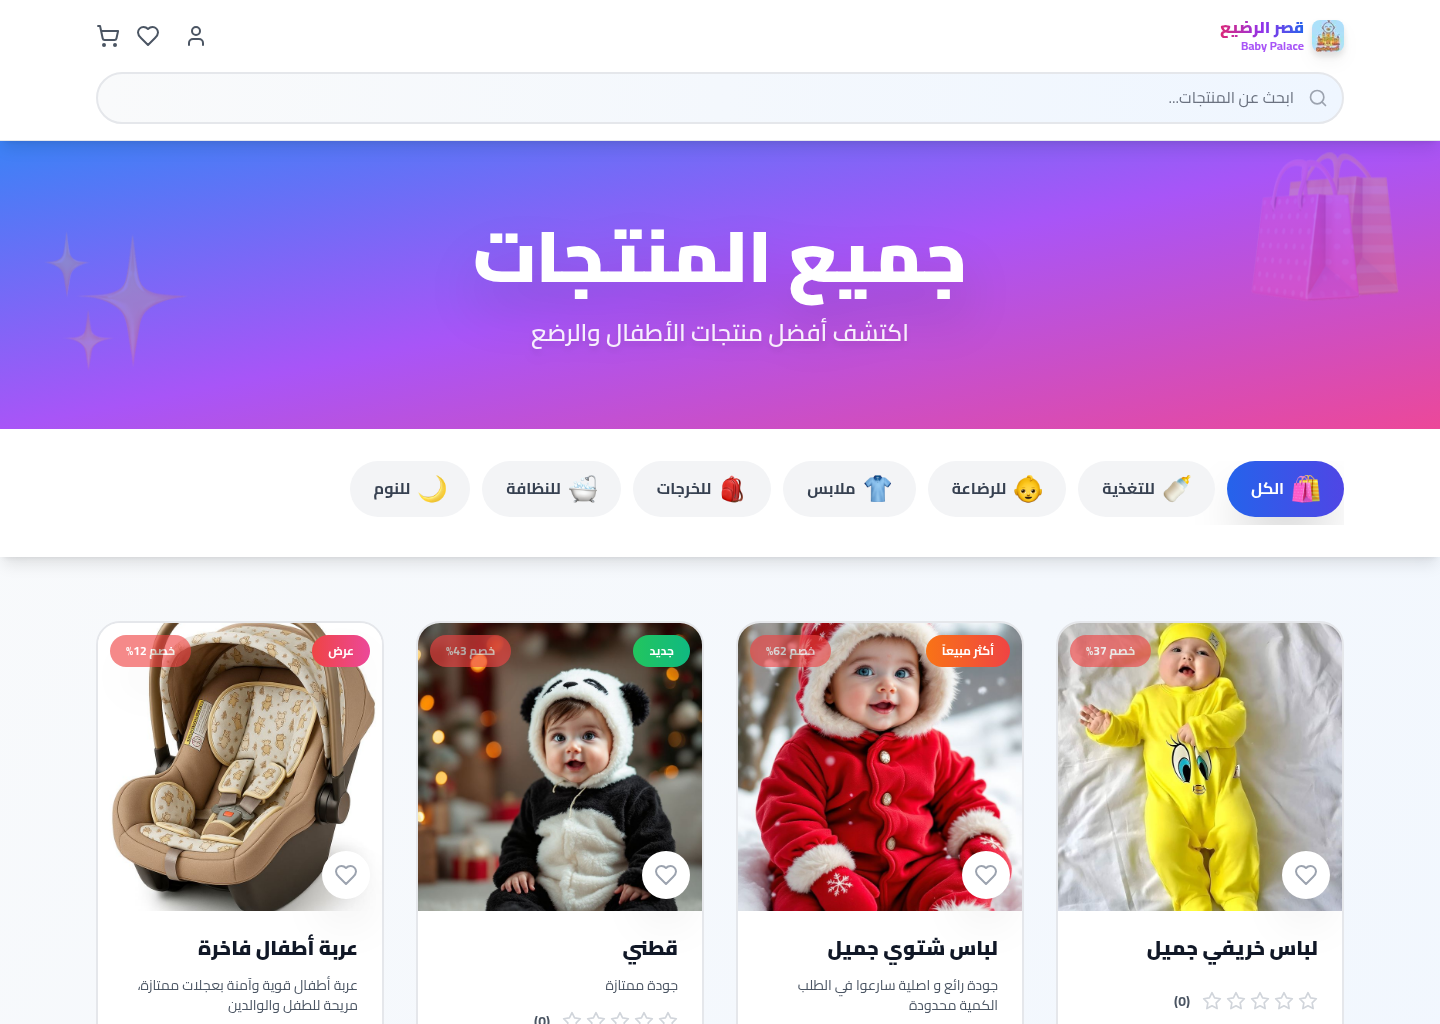 قصر الرضيع
Baby Palace
ابحث عن المنتجات...
جميع المنتجات
اكتشف أفضل منتجات الأطفال والرضع
الكل
للتغذية
للرضاعة
ملابس
للخرجات
للنظافة
للنوم
خصم 37%
لباس خريفي جميل
(0)
أكثر مبيعاً
خصم 62%
لباس شتوي جميل
جودة رائع و اصلية سارعوا في الطلب
الكمية محدودة
جديد
خصم 43%
قطني
جودة ممتازة
(0)
عرض
خصم 12%
عربة أطفال فاخرة
عربة أطفال قوية وآمنة بعجلات ممتازة،
مريحة للطفل والوالدين